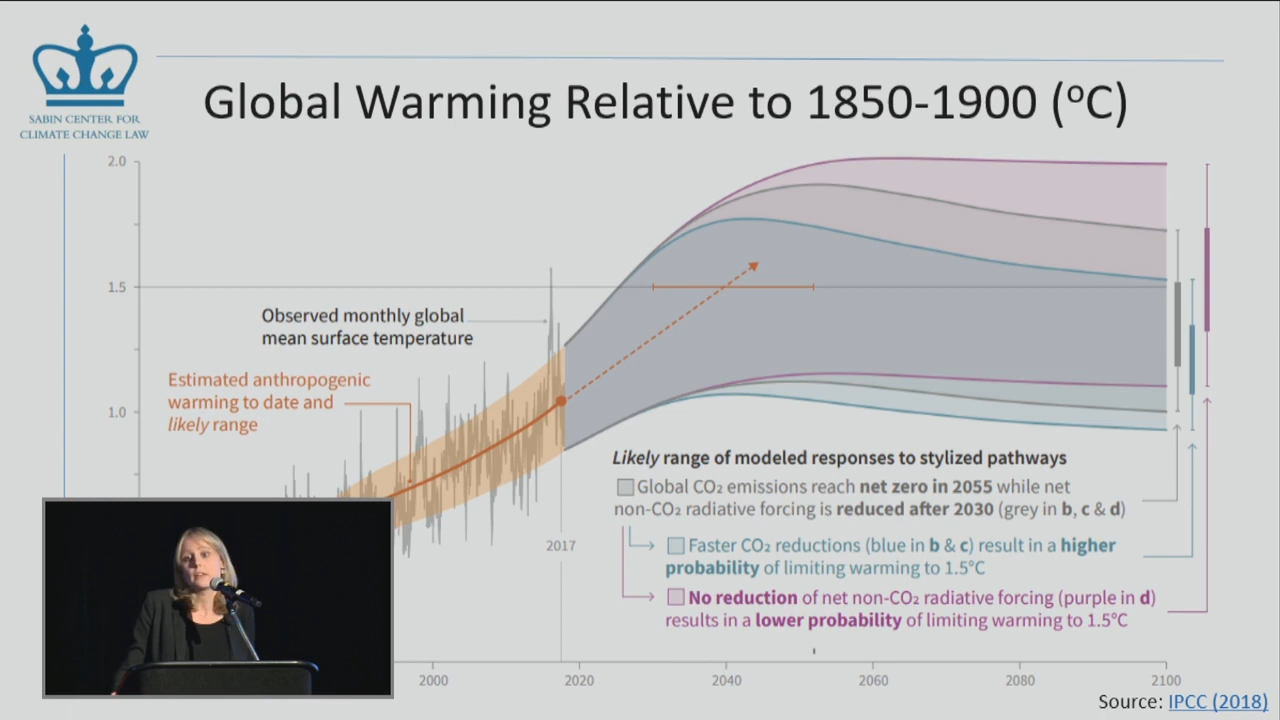 SABIN CENTER FOR
CLIMATE CHANGE LAW
Global Warming Relative to 1850-1900 (ºC)
2.0
1.5
1.0
Observed monthly global
mean surface temperature
Estimated anthropogenic
warming to date and
likely range
2017
Likely range of modeled responses to stylized pathways
Global CO₂ emissions reach net zero in 2055 while net
non-CO₂ radiative forcing is reduced after 2030 (grey in b, c & d)
Faster CO₂ reductions (blue in b & c) result in a higher
probability of limiting warming to 1.5°C
No reduction of net non-CO₂ radiative forcing (purple in d)
results in a lower probability of limiting warming to 1.5°C
2000
2020
2040
2060
2080
2100
Source: IPCC (2018)